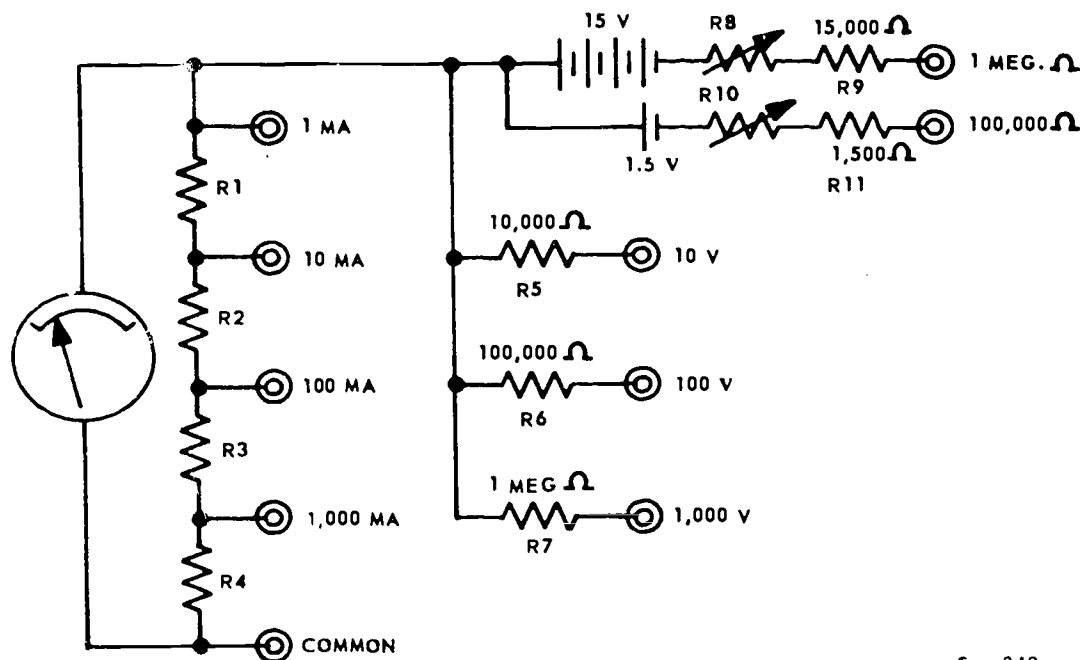 15 V
R8
15,000 Ω
1 MEG. Ω
R9
R10
100,000 Ω
1.5 V
1,500 Ω
R11
1 MA
R1
10 MA
R2
100 MA
R3
1,000 MA
R4
COMMON
10,000 Ω
10 V
R5
100,000 Ω
100 V
R6
1 MEG Ω
1,000 V
R7